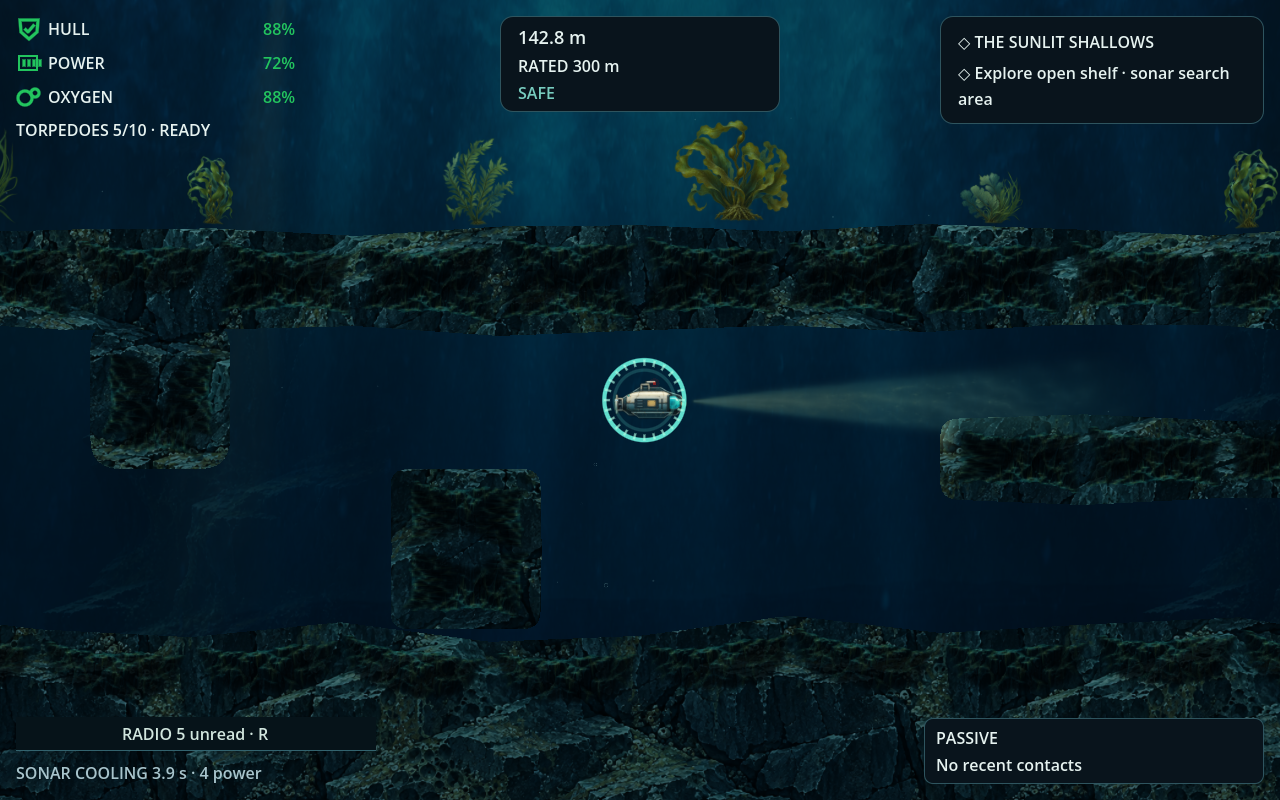 HULL 88%
POWER 72%
OXYGEN 88%
TORPEDOES 5/10 · READY
142.8 m
RATED 300 m
SAFE
◇ THE SUNLIT SHALLOWS
◇ Explore open shelf · sonar search
area
RADIO 5 unread · R
SONAR COOLING 3.9 s · 4 power
PASSIVE
No recent contacts